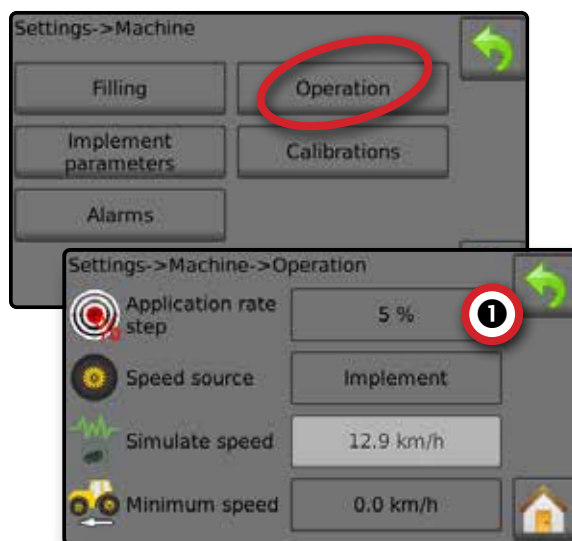 Settings->Machine
Filling
Operation
Implement
parameters
Calibrations
Alarms
Settings->Machine->Operation
Application rate
step
5 %
1
Speed source
Implement
Simulate speed
12.9 km/h
Minimum speed
0.0 km/h